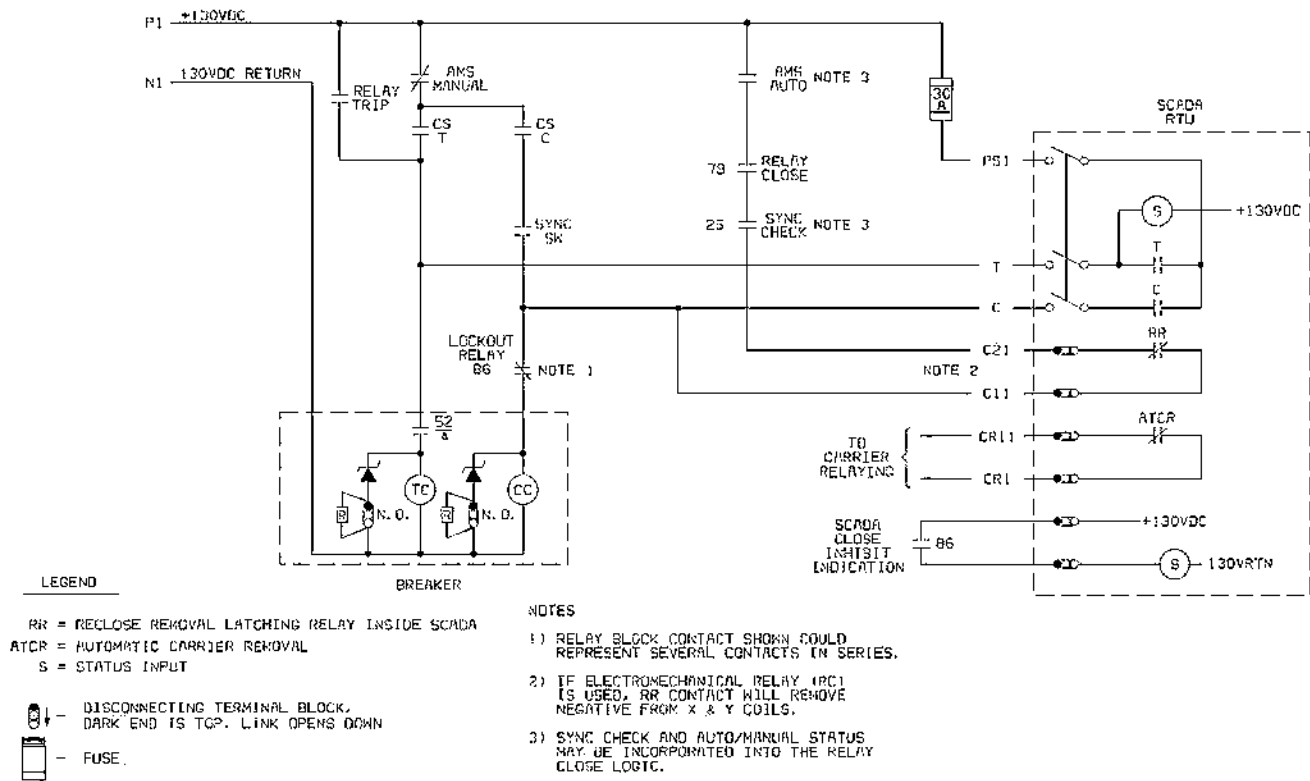 P1 +130VDC
N1 130VDC RETURN
RELAY
TRIP
AMS
MANUAL
CS
T
CS
C
SYNC
SW
AMS
AUTO NOTE 3
79 RELAY
CLOSE
25 SYNC
CHECK NOTE 3
30
A
SCADA
RTU
PS1
S +130VDC
T
T
C
C
LOCKOUT
RELAY
86 NOTE 1
C21
RR
NOTE 2
C11
TO
CARRIER
RELAYING
CR11
ATCR
CR1
SCADA
CLOSE
INHIBIT
INDICATION
86
+130VDC
S 130VRTN
52
a
TC
CC
R N.O.
R N.O.
BREAKER
LEGEND
RR = RECLOSE REMOVAL LATCHING RELAY INSIDE SCADA
ATCR = AUTOMATIC CARRIER REMOVAL
S = STATUS INPUT
- DISCONNECTING TERMINAL BLOCK.
DARK END IS TOP. LINK OPENS DOWN
- FUSE.
NOTES
1) RELAY BLOCK CONTACT SHOWN COULD
REPRESENT SEVERAL CONTACTS IN SERIES.
2) IF ELECTROMECHANICAL RELAY (RC)
IS USED, RR CONTACT WILL REMOVE
NEGATIVE FROM X & Y COILS.
3) SYNC CHECK AND AUTO/MANUAL STATUS
MAY BE INCORPORATED INTO THE RELAY
CLOSE LOGIC.